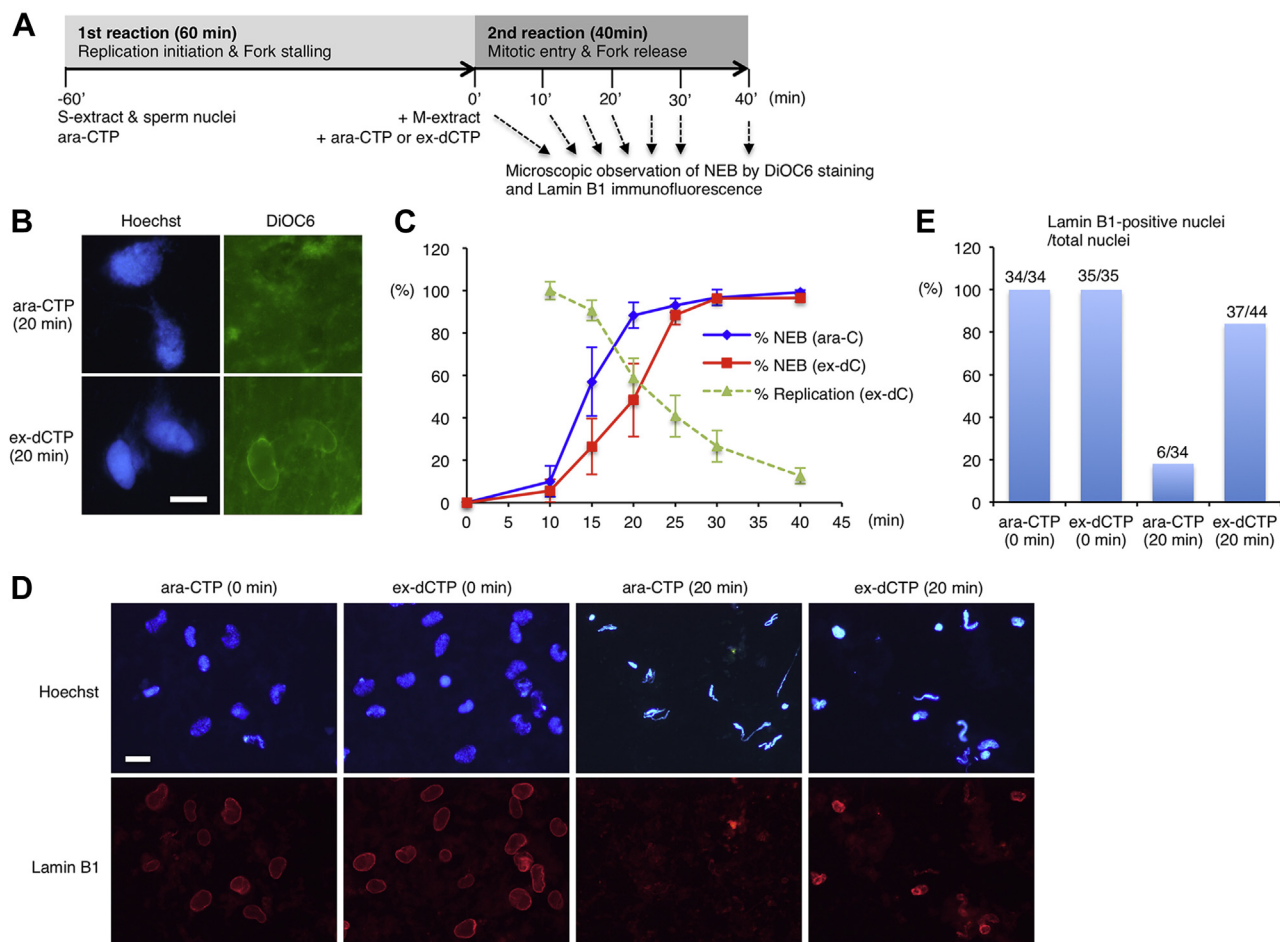 A
1st reaction (60 min)
Replication initiation & Fork stalling
2nd reaction (40min)
Mitotic entry & Fork release
-60’ 0’ 10’ 20’ 30’ 40’ (min)
S-extract & sperm nuclei
ara-CTP
+ M-extract
+ ara-CTP or ex-dCTP
Microscopic observation of NEB by DiOC6 staining
and Lamin B1 immunofluorescence
B
Hoechst DiOC6
ara-CTP
(20 min)
ex-dCTP
(20 min)
C
(%)
120
100
80
60
40
20
0
0 5 10 15 20 25 30 35 40 45 (min)
% NEB (ara-C)
% NEB (ex-dC)
% Replication (ex-dC)
E
Lamin B1-positive nuclei
/total nuclei
(%)
120
100
80
60
40
20
0
34/34 35/35 6/34 37/44
ara-CTP ex-dCTP ara-CTP ex-dCTP
(0 min) (0 min) (20 min) (20 min)
D
ara-CTP (0 min) ex-dCTP (0 min) ara-CTP (20 min) ex-dCTP (20 min)
Hoechst
Lamin B1